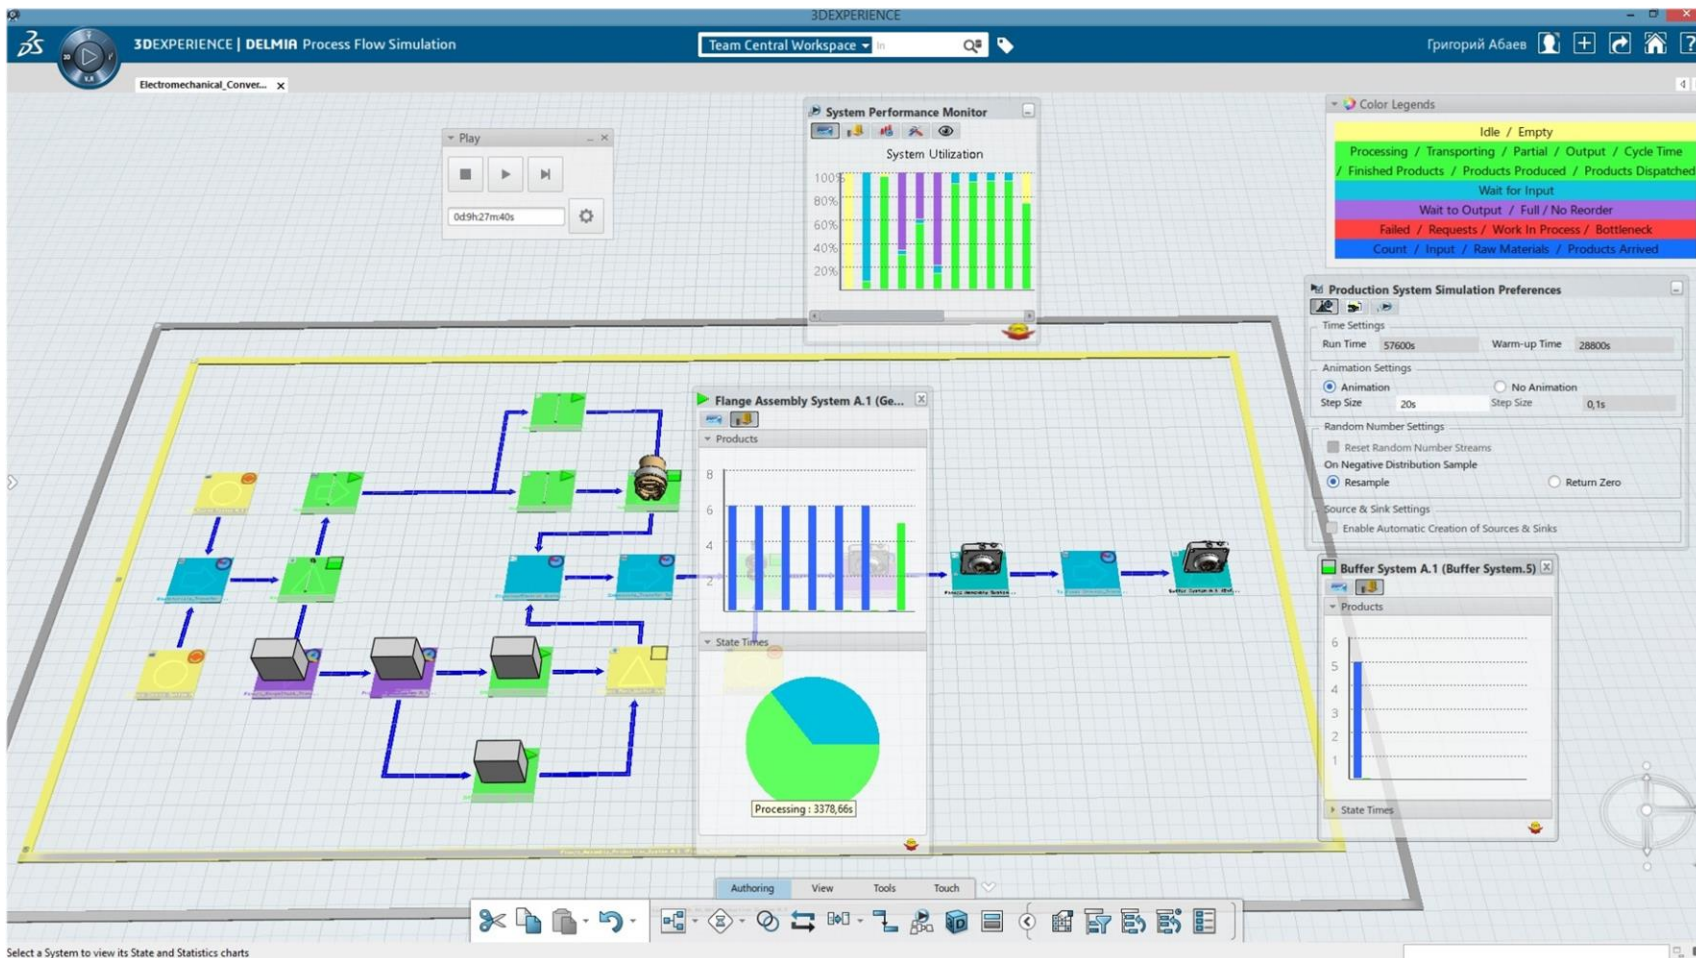 3DEXPERIENCE
3DEXPERIENCE | DELMIA Process Flow Simulation
Team Central Workspace
In
Григорий Абаев
Electromechanical_Conver...
Play
0d:9h:27m:40s
System Performance Monitor
System Utilization
100%
80%
60%
40%
20%
Color Legends
Idle / Empty
Processing / Transporting / Partial / Output / Cycle Time
/ Finished Products / Products Produced / Products Dispatched
Wait for Input
Wait to Output / Full / No Reorder
Failed / Requests / Work In Process / Bottleneck
Count / Input / Raw Materials / Products Arrived
Production System Simulation Preferences
Time Settings
Run Time 57600s Warm-up Time 28800s
Animation Settings
Animation No Animation
Step Size 20s Step Size 0,1s
Random Number Settings
Reset Random Number Streams
On Negative Distribution Sample
Resample Return Zero
Source & Sink Settings
Enable Automatic Creation of Sources & Sinks
Flange Assembly System A.1 (Ge...
Products
8
6
4
2
State Times
Processing : 3378,66s
Buffer System A.1 (Buffer System.5)
Products
6
5
4
3
2
1
State Times
Authoring View Tools Touch
Select a System to view its State and Statistics charts